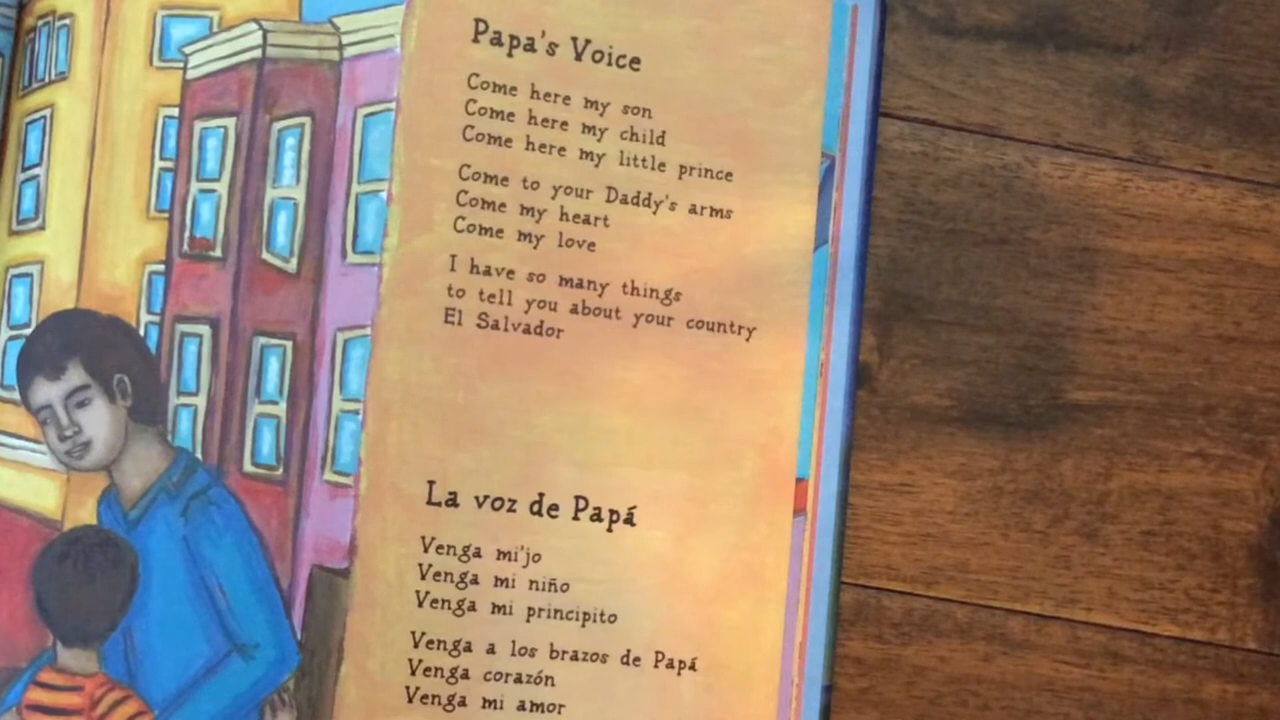 Papa's Voice
Come here my son
Come here my child
Come here my little prince
Come to your Daddy's arms
Come my heart
Come my love
I have so many things
to tell you about your country
El Salvador
La voz de Papá
Venga mi'jo
Venga mi niño
Venga mi principito
Venga a los brazos de Papá
Venga corazón
Venga mi amor